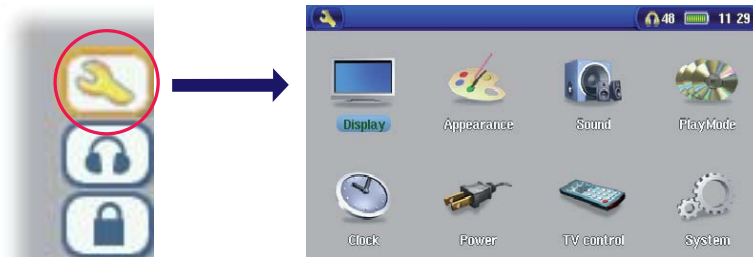 48 11 29
Display Appearance Sound PlayMode
Clock Power TV control System